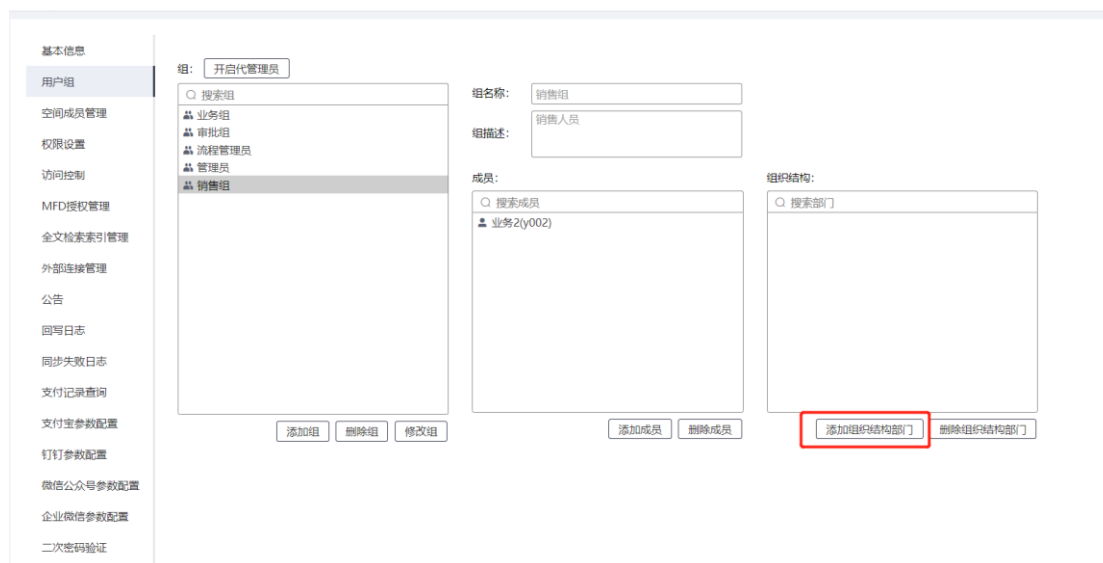 基本信息
用户组
空间成员管理
权限设置
访问控制
MFD授权管理
全文检索索引管理
外部连接管理
公告
回写日志
同步失败日志
支付记录查询
支付宝参数配置
钉钉参数配置
微信公众号参数配置
企业微信参数配置
二次密码验证
组： 开启代管理员
搜索组
业务组
审批组
流程管理员
管理员
销售组
添加组 删除组 修改组
组名称： 销售组
组描述： 销售人员
成员：
搜索成员
业务2(y002)
添加成员 删除成员
组织结构：
搜索部门
添加组织结构部门 删除组织结构部门